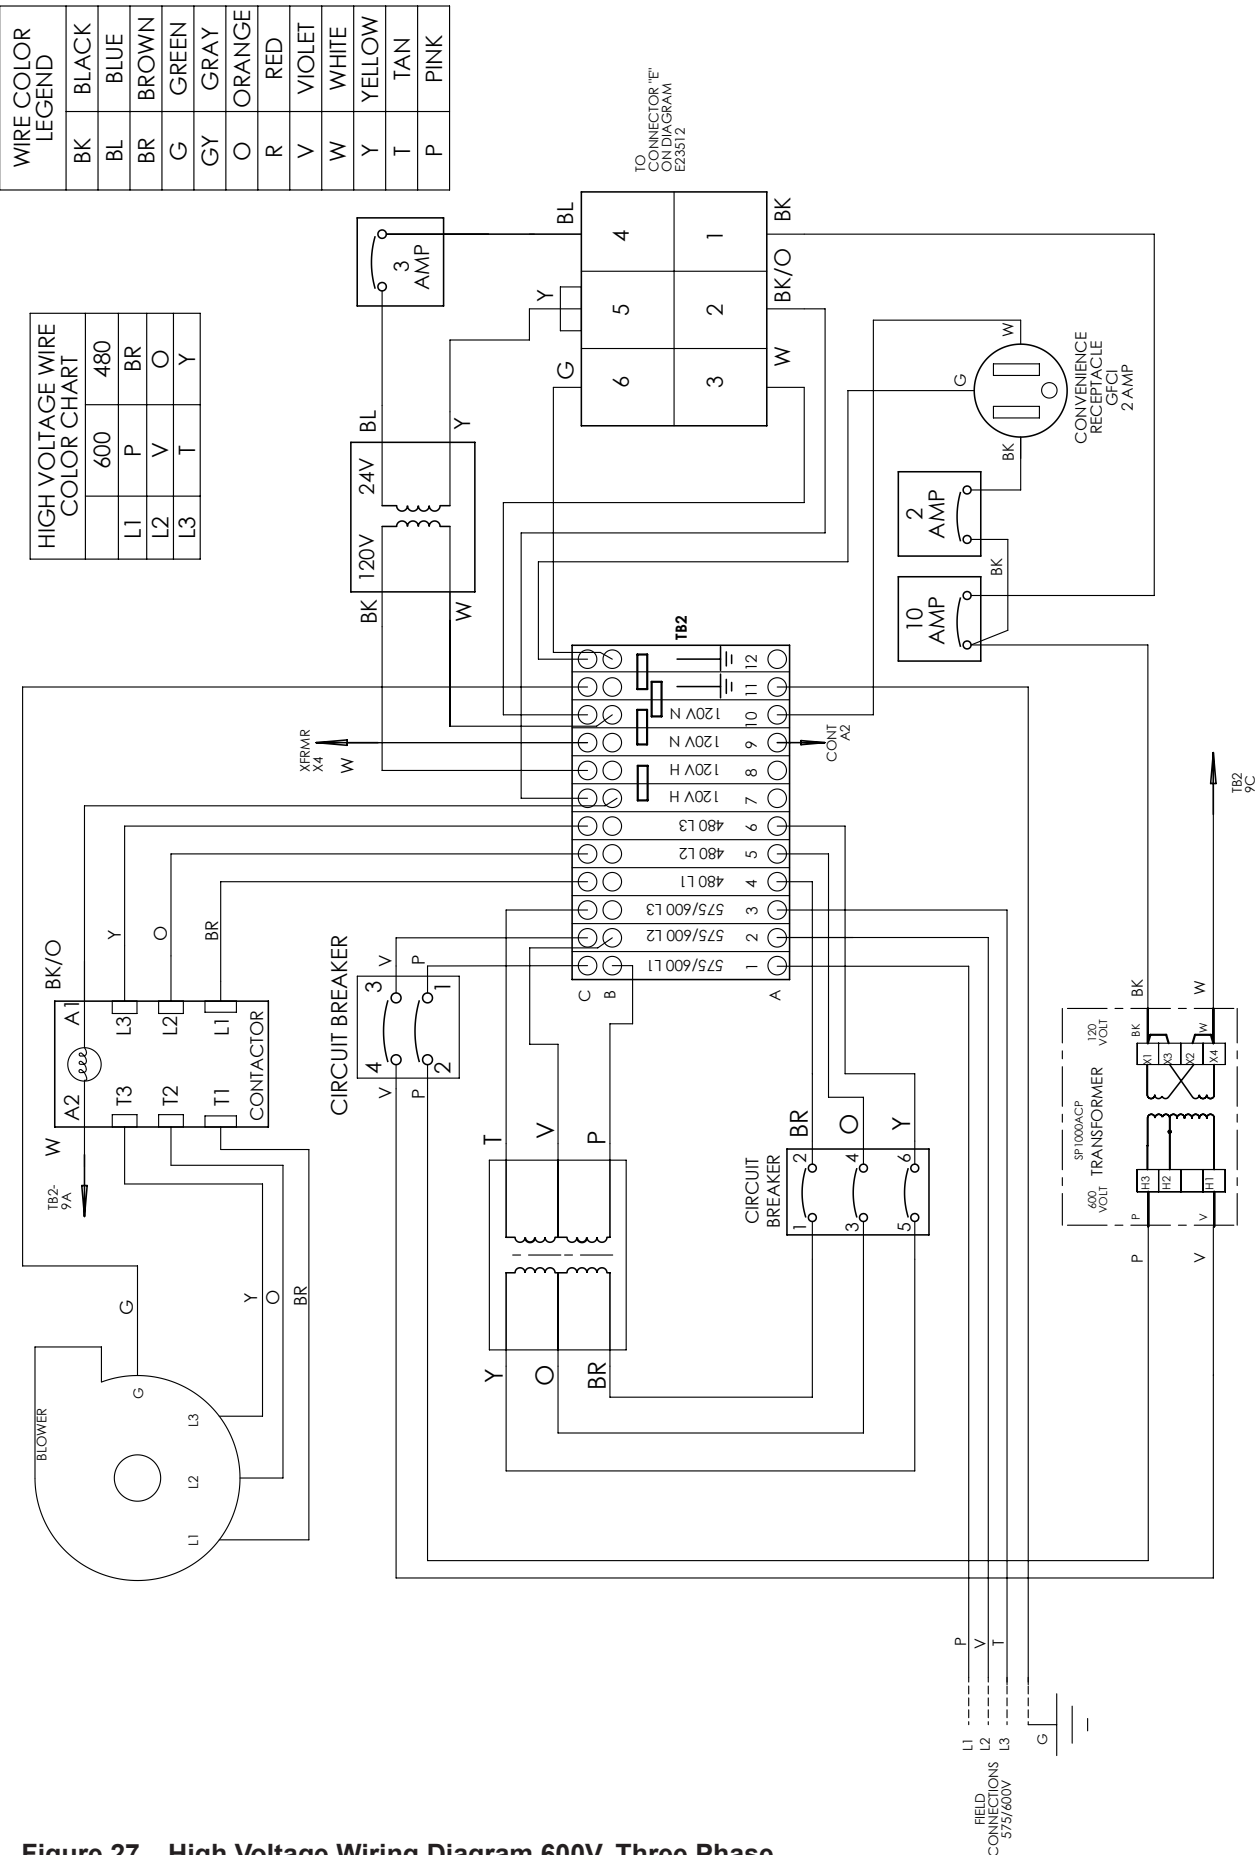 WIRE COLOR
LEGEND
BK BLACK
BL BLUE
BR BROWN
G GREEN
GY GRAY
O ORANGE
R RED
V VIOLET
W WHITE
Y YELLOW
T TAN
P PINK
HIGH VOLTAGE WIRE
COLOR CHART
600 480
L1 P BR
L2 V O
L3 T Y
TO
CONNECTOR "E"
ON DIAGRAM
E23512
3
AMP
BL
4
1
BK
Y
5
2
BK/O
G
6
3
W
BL
Y
24V
120V
BK
W
W
G
BK
CONVENIENCE
RECEPTACLE
GFCI
2 AMP
2
AMP
BK
10
AMP
TB2
12
11
120V N 10
120V N 9
120V H 8
120V H 7
480 L3 6
480 L2 5
480 L1 4
575/600 L3 3
575/600 L2 2
575/600 L1 1
C
B
A
XFRMR
X4
W
CONT
A2
TB2
9C
BK/O
Y
O
BR
A1
L3
L2
L1
A2
T3
T2
T1
CONTACTOR
W
TB2-
9A
CIRCUIT BREAKER
V
P
3
1
4
2
V
P
T
V
P
Y
O
BR
CIRCUIT
BREAKER
BR
O
Y
2
4
6
1
3
5
BK
W
120
VOLT
BK
W
X1
X3
X2
X4
SP1000ACP
TRANSFORMER
600
VOLT
H3
H2
H1
P
V
P
V
BLOWER
G
G
L3
L2
L1
Y
O
BR
P
V
T
L1
L2
L3
G
FIELD
CONNECTIONS
575/600V
Figure 27 High Voltage Wiring Diagram 600V, Three Phase